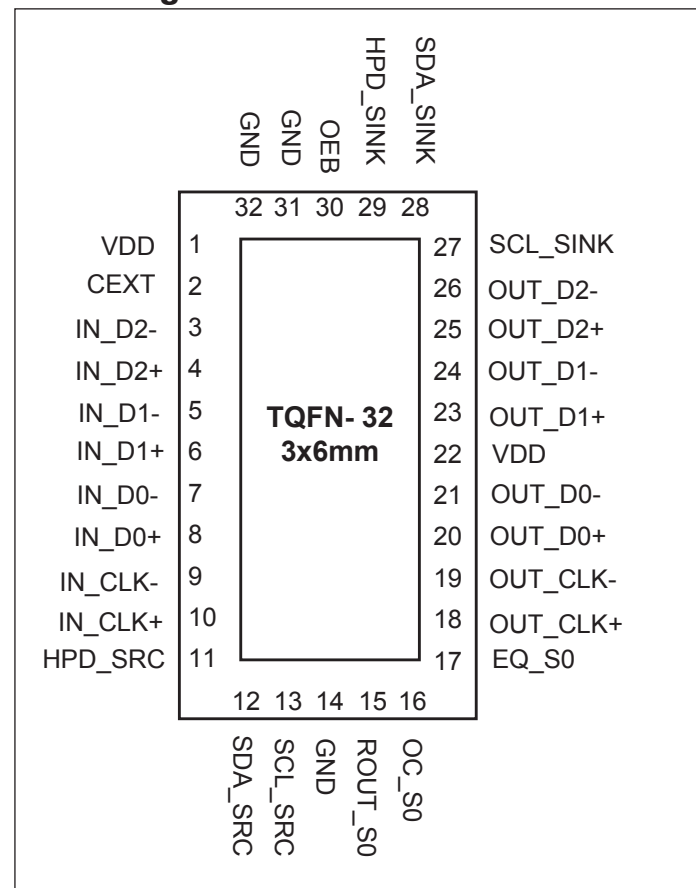 GND
GND
OEB
HPD_SINK
SDA_SINK
32 31 30 29 28
VDD 1
CEXT 2
IN_D2- 3
IN_D2+ 4
IN_D1- 5
IN_D1+ 6
IN_D0- 7
IN_D0+ 8
IN_CLK- 9
IN_CLK+ 10
HPD_SRC 11
TQFN- 32
3x6mm
27 SCL_SINK
26 OUT_D2-
25 OUT_D2+
24 OUT_D1-
23 OUT_D1+
22 VDD
21 OUT_D0-
20 OUT_D0+
19 OUT_CLK-
18 OUT_CLK+
17 EQ_S0
12 13 14 15 16
SDA_SRC
SCL_SRC
GND
ROUT_S0
OC_S0